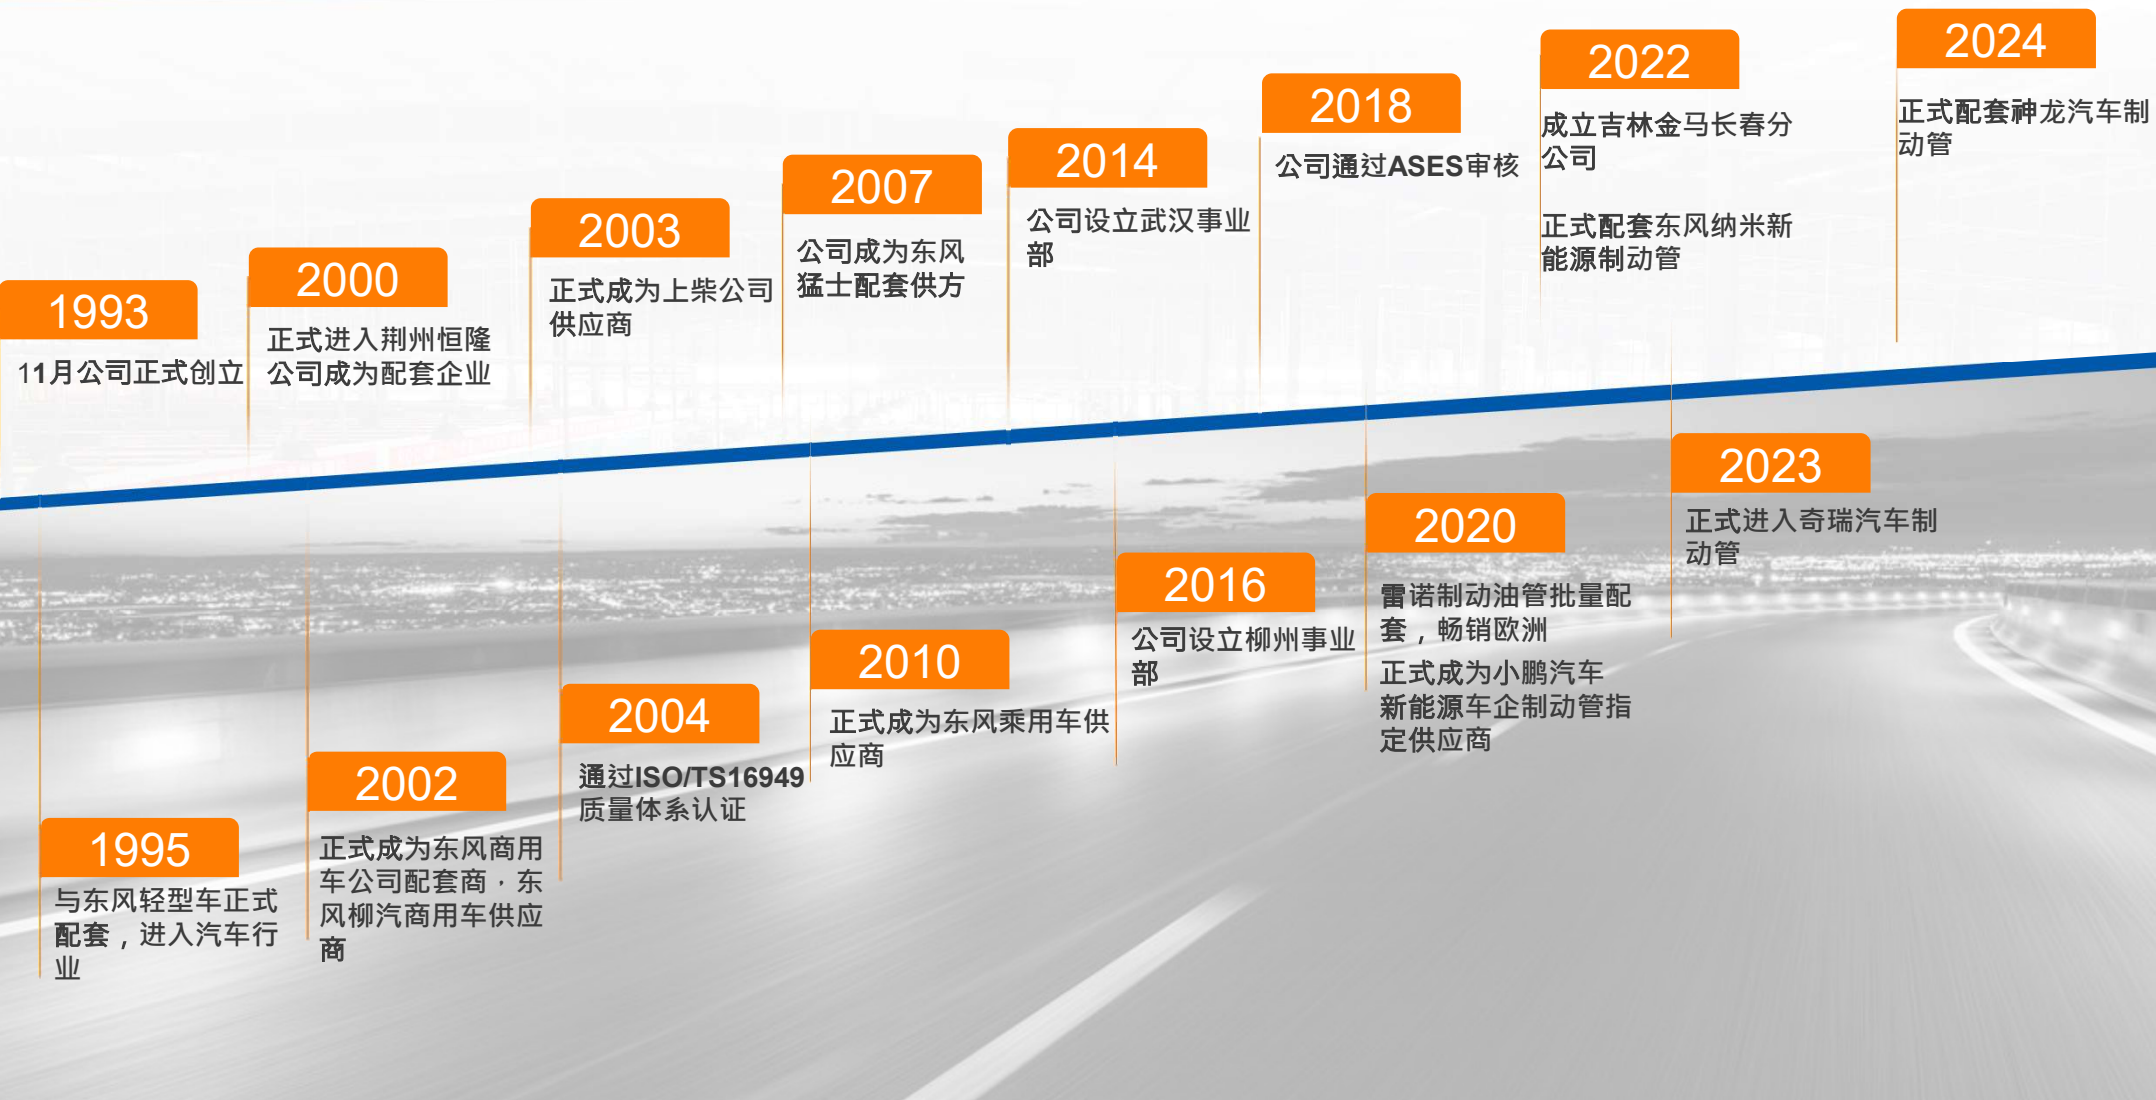 1993
11月公司正式创立
1995
与东风轻型车正式
配套，进入汽车行
业
2000
正式进入荆州恒隆
公司成为配套企业
2002
正式成为东风商用
车公司配套商，东
风柳汽商用车供应
商
2003
正式成为上柴公司
供应商
2004
通过ISO/TS16949
质量体系认证
2007
公司成为东风
猛士配套供方
2010
正式成为东风乘用车供
应商
2014
公司设立武汉事业
部
2016
公司设立柳州事业
部
2018
公司通过ASES审核
2020
雷诺制动油管批量配
套，畅销欧洲
正式成为小鹏汽车
新能源车企制动管指
定供应商
2022
成立吉林金马长春分
公司
正式配套东风纳米新
能源制动管
2023
正式进入奇瑞汽车制
动管
2024
正式配套神龙汽车制
动管